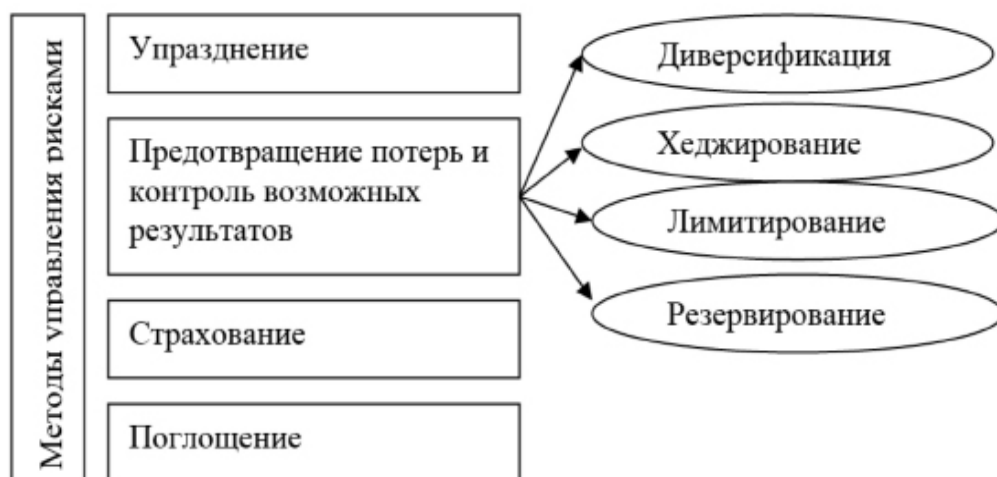 Методы управления рисками
Упразднение
Предотвращение потерь и
контроль возможных
результатов
Страхование
Поглощение
Диверсификация
Хеджирование
Лимитирование
Резервирование